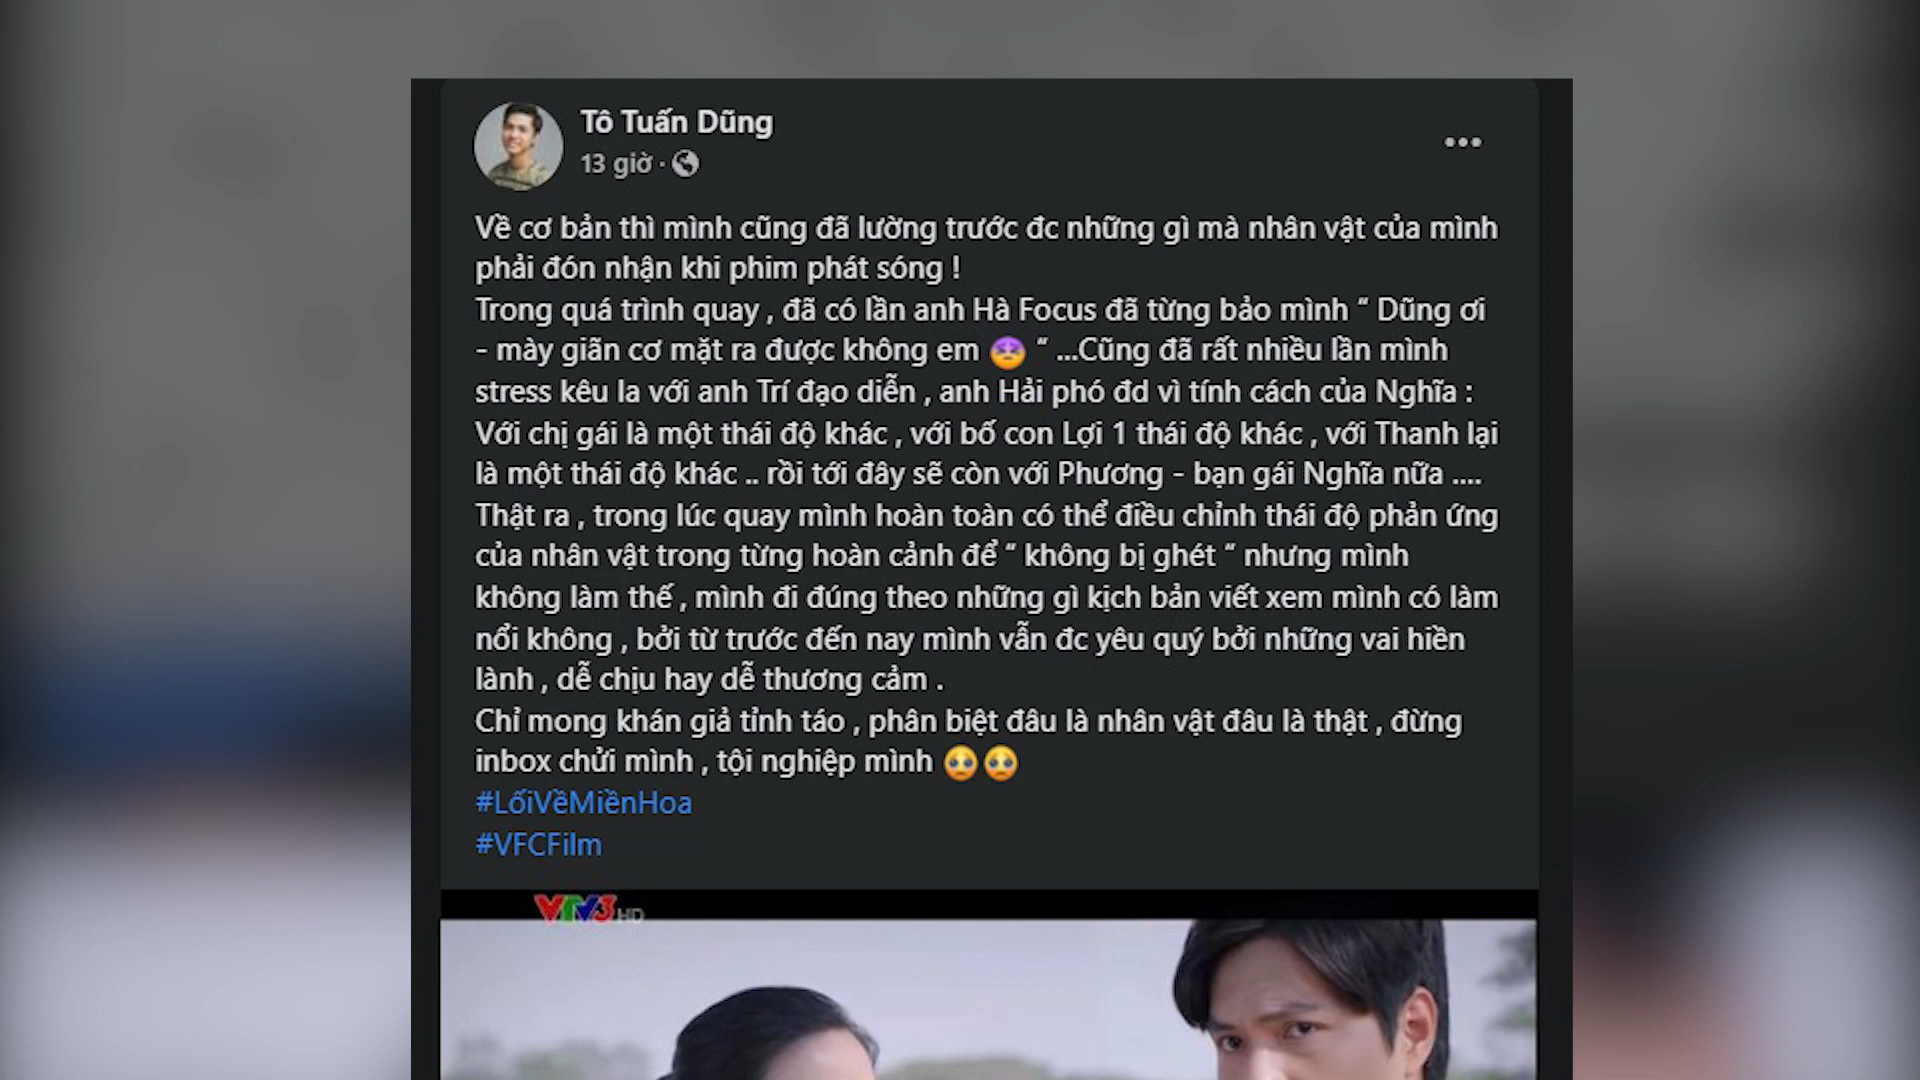 Tô Tuấn Dũng
13 giờ ·
Về cơ bản thì mình cũng đã lường trước đc những gì mà nhân vật của mình
phải đón nhận khi phim phát sóng !
Trong quá trình quay , đã có lần anh Hà Focus đã từng bảo mình “ Dũng ơi
- mày giãn cơ mặt ra được không em 😣 “ ...Cũng đã rất nhiều lần mình
stress kêu la với anh Trí đạo diễn , anh Hải phó đd vì tính cách của Nghĩa :
Với chị gái là một thái độ khác , với bố con Lợi 1 thái độ khác , với Thanh lại
là một thái độ khác .. rồi tới đây sẽ còn với Phương - bạn gái Nghĩa nữa ....
Thật ra , trong lúc quay mình hoàn toàn có thể điều chỉnh thái độ phản ứng
của nhân vật trong từng hoàn cảnh để “ không bị ghét “ nhưng mình
không làm thế , mình đi đúng theo những gì kịch bản viết xem mình có làm
nổi không , bởi từ trước đến nay mình vẫn đc yêu quý bởi những vai hiền
lành , dễ chịu hay dễ thương cảm .
Chỉ mong khán giả tỉnh táo , phân biệt đâu là nhân vật đâu là thật , đừng
inbox chửi mình , tội nghiệp mình 🥺🥺
#LốiVềMiềnHoa
#VFCFilm
VTV3 HD